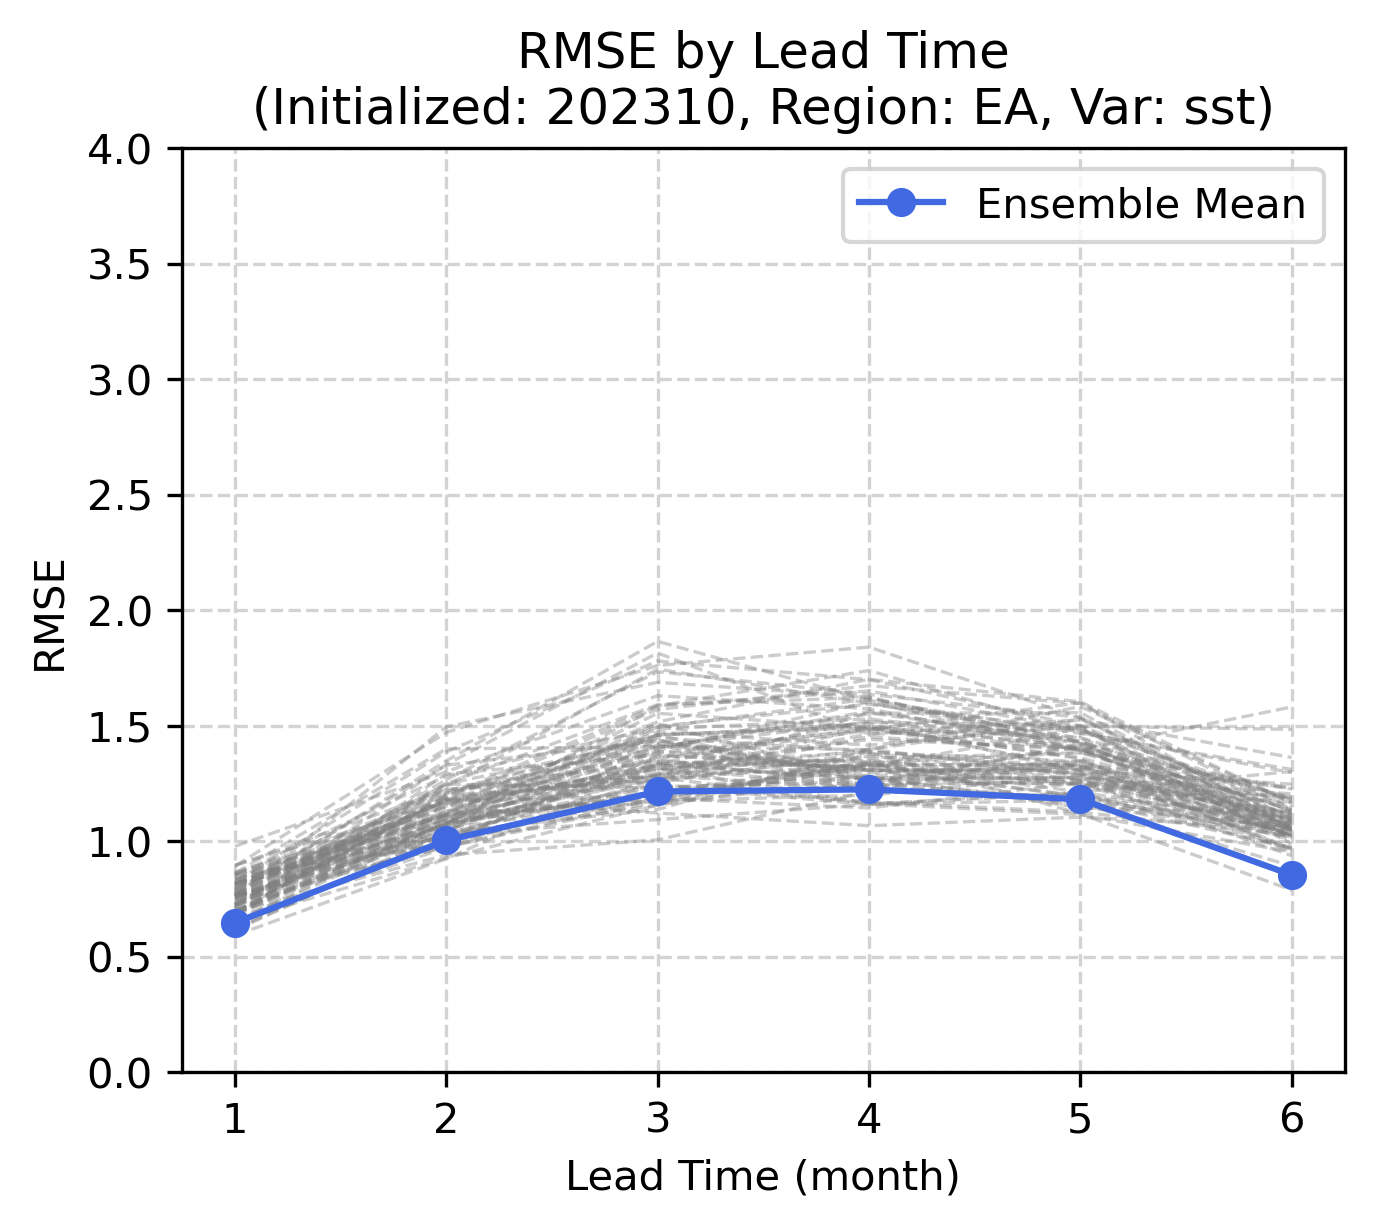 RMSE by Lead Time
(Initialized: 202310, Region: EA, Var: sst)
Ensemble Mean
RMSE
4.0
3.5
3.0
2.5
2.0
1.5
1.0
0.5
0.0
1 2 3 4 5 6
Lead Time (month)